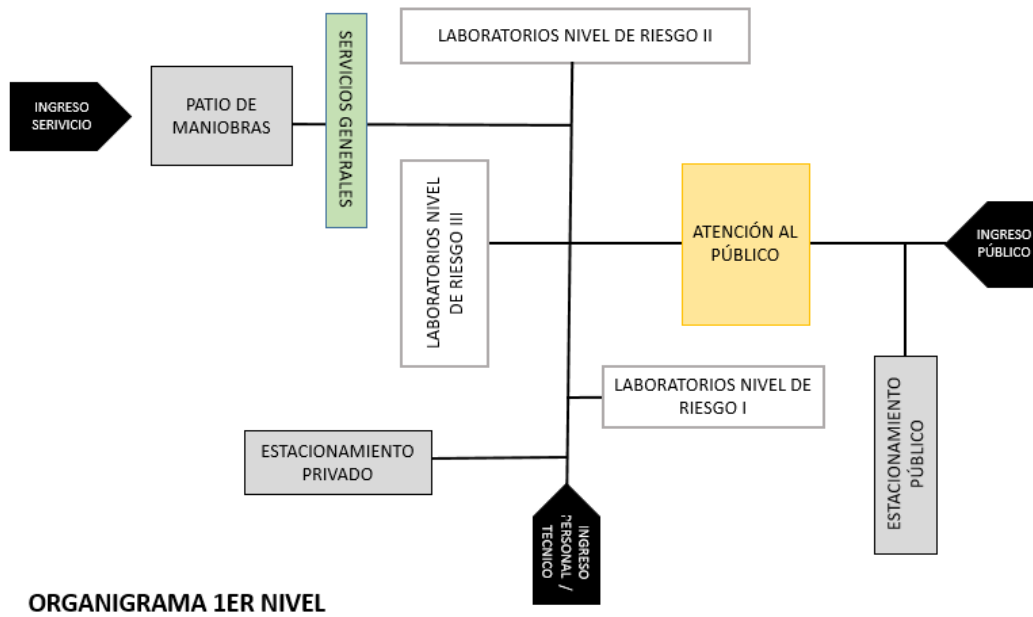 LABORATORIOS NIVEL DE RIESGO II
SERVICIOS GENERALES
INGRESO
SERIVICIO
PATIO DE
MANIOBRAS
LABORATORIOS NIVEL
DE RIESGO III
ATENCIÓN AL
PÚBLICO
INGRESO
PÚBLICO
LABORATORIOS NIVEL DE
RIESGO I
ESTACIONAMIENTO
PÚBLICO
ESTACIONAMIENTO
PRIVADO
INGRESO
PERSONAL /
TECNICO
ORGANIGRAMA 1ER NIVEL